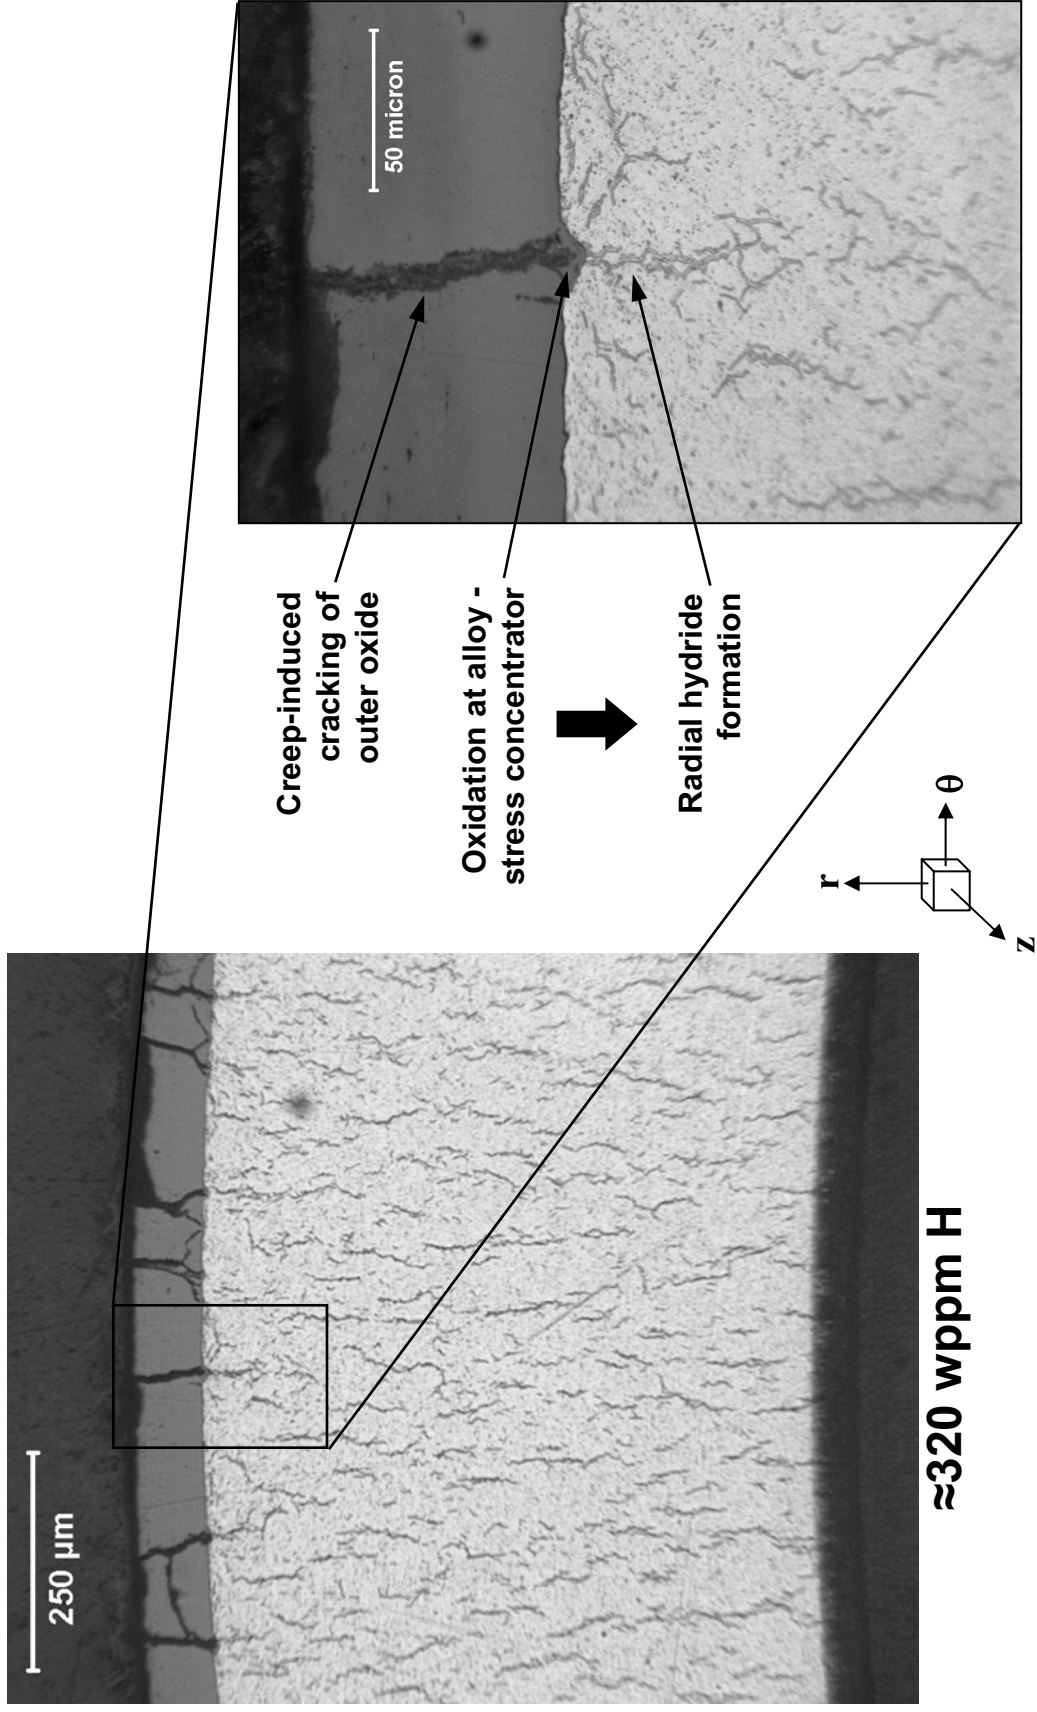 250 μm
≈320 wppm H
Creep-induced
cracking of
outer oxide
Oxidation at alloy -
stress concentrator
Radial hydride
formation
50 micron
r
θ
z